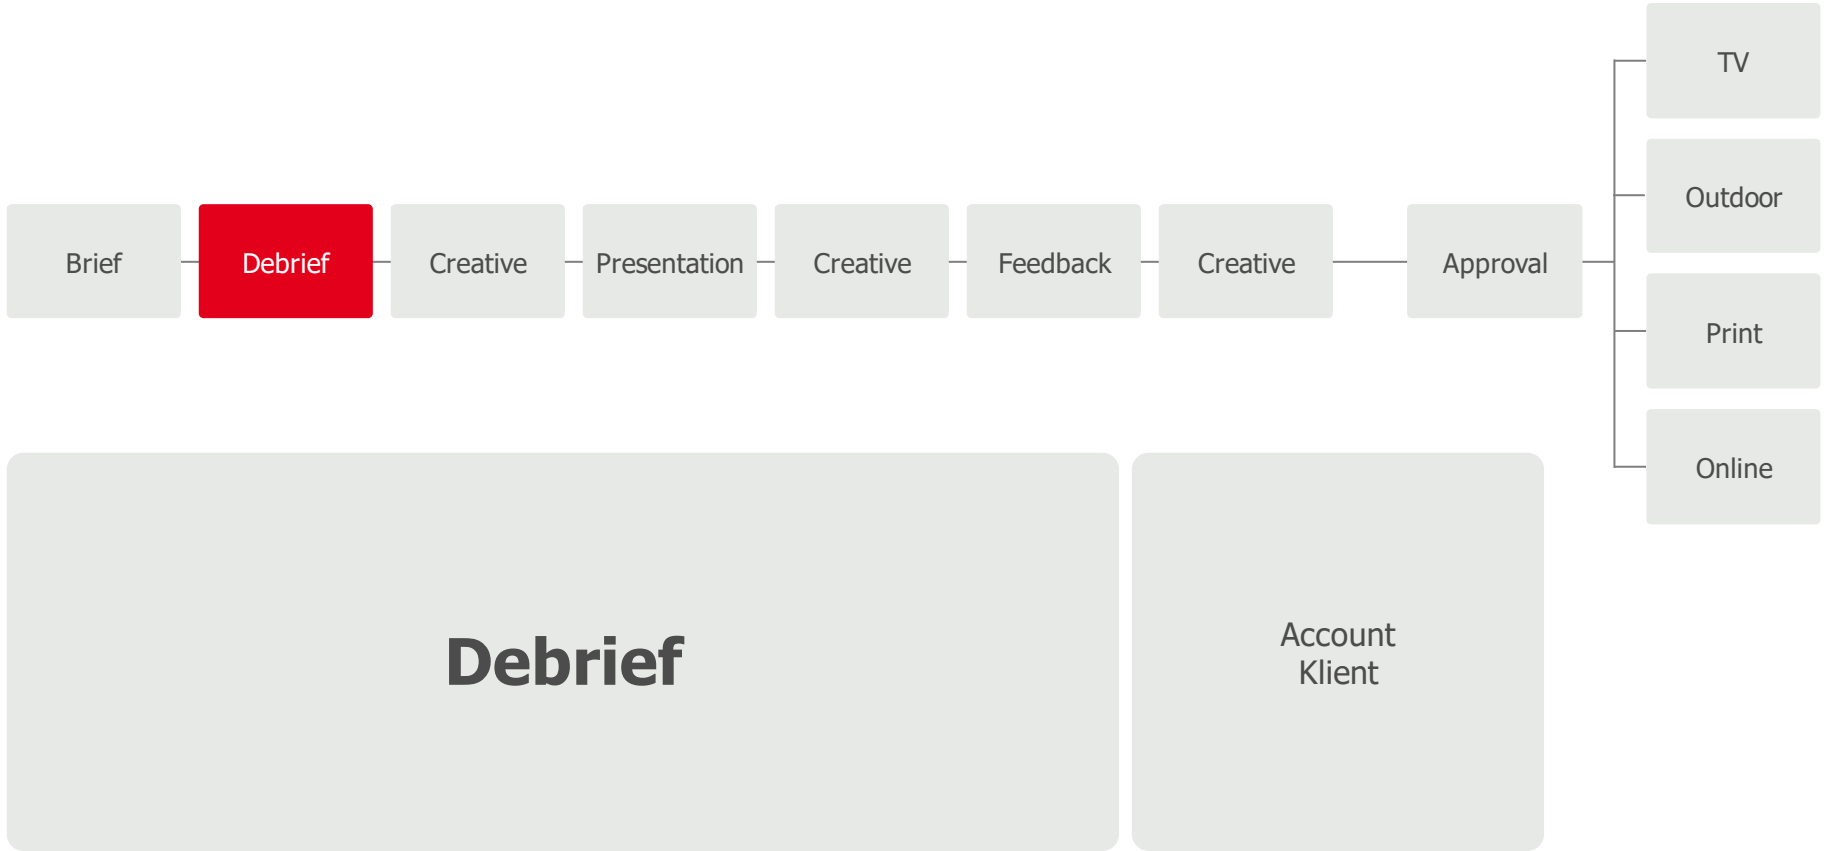 Brief
Debrief
Creative
Presentation
Creative
Feedback
Creative
Approval
TV
Outdoor
Print
Online
Debrief
Account
Klient